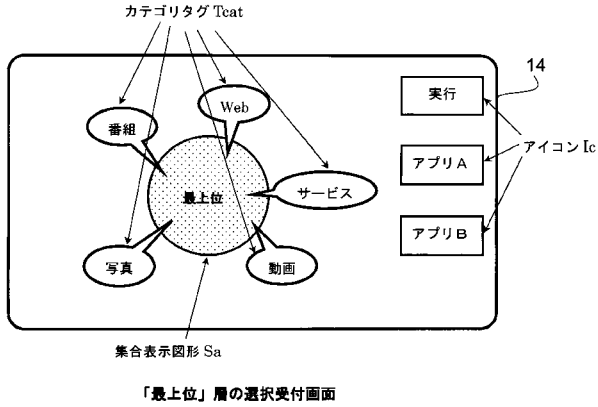 カテゴリタグ Tcat
14
Web
実行
番組
アイコン Ic
アプリA
最上位
サービス
アプリB
写真
動画
集合表示図形 Sa
「最上位」層の選択受付画面